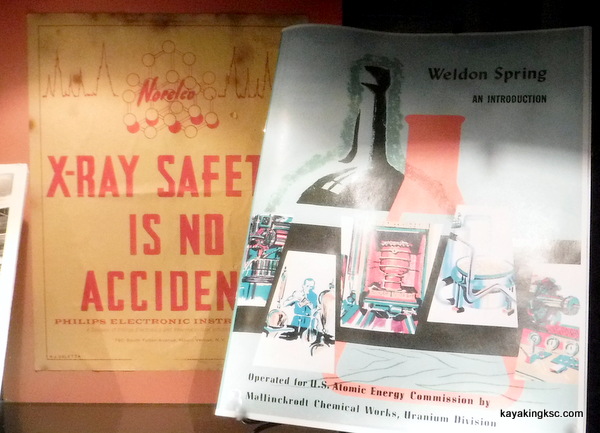 Norelco
X-RAY SAFET
IS NO
ACCIDEN
PHILIPS ELECTRONIC INSTR
Weldon Spring
AN INTRODUCTION
Operated for U.S. Atomic Energy Commission by
Mallinckrodt Chemical Works, Uranium Division
kayakingksc.com